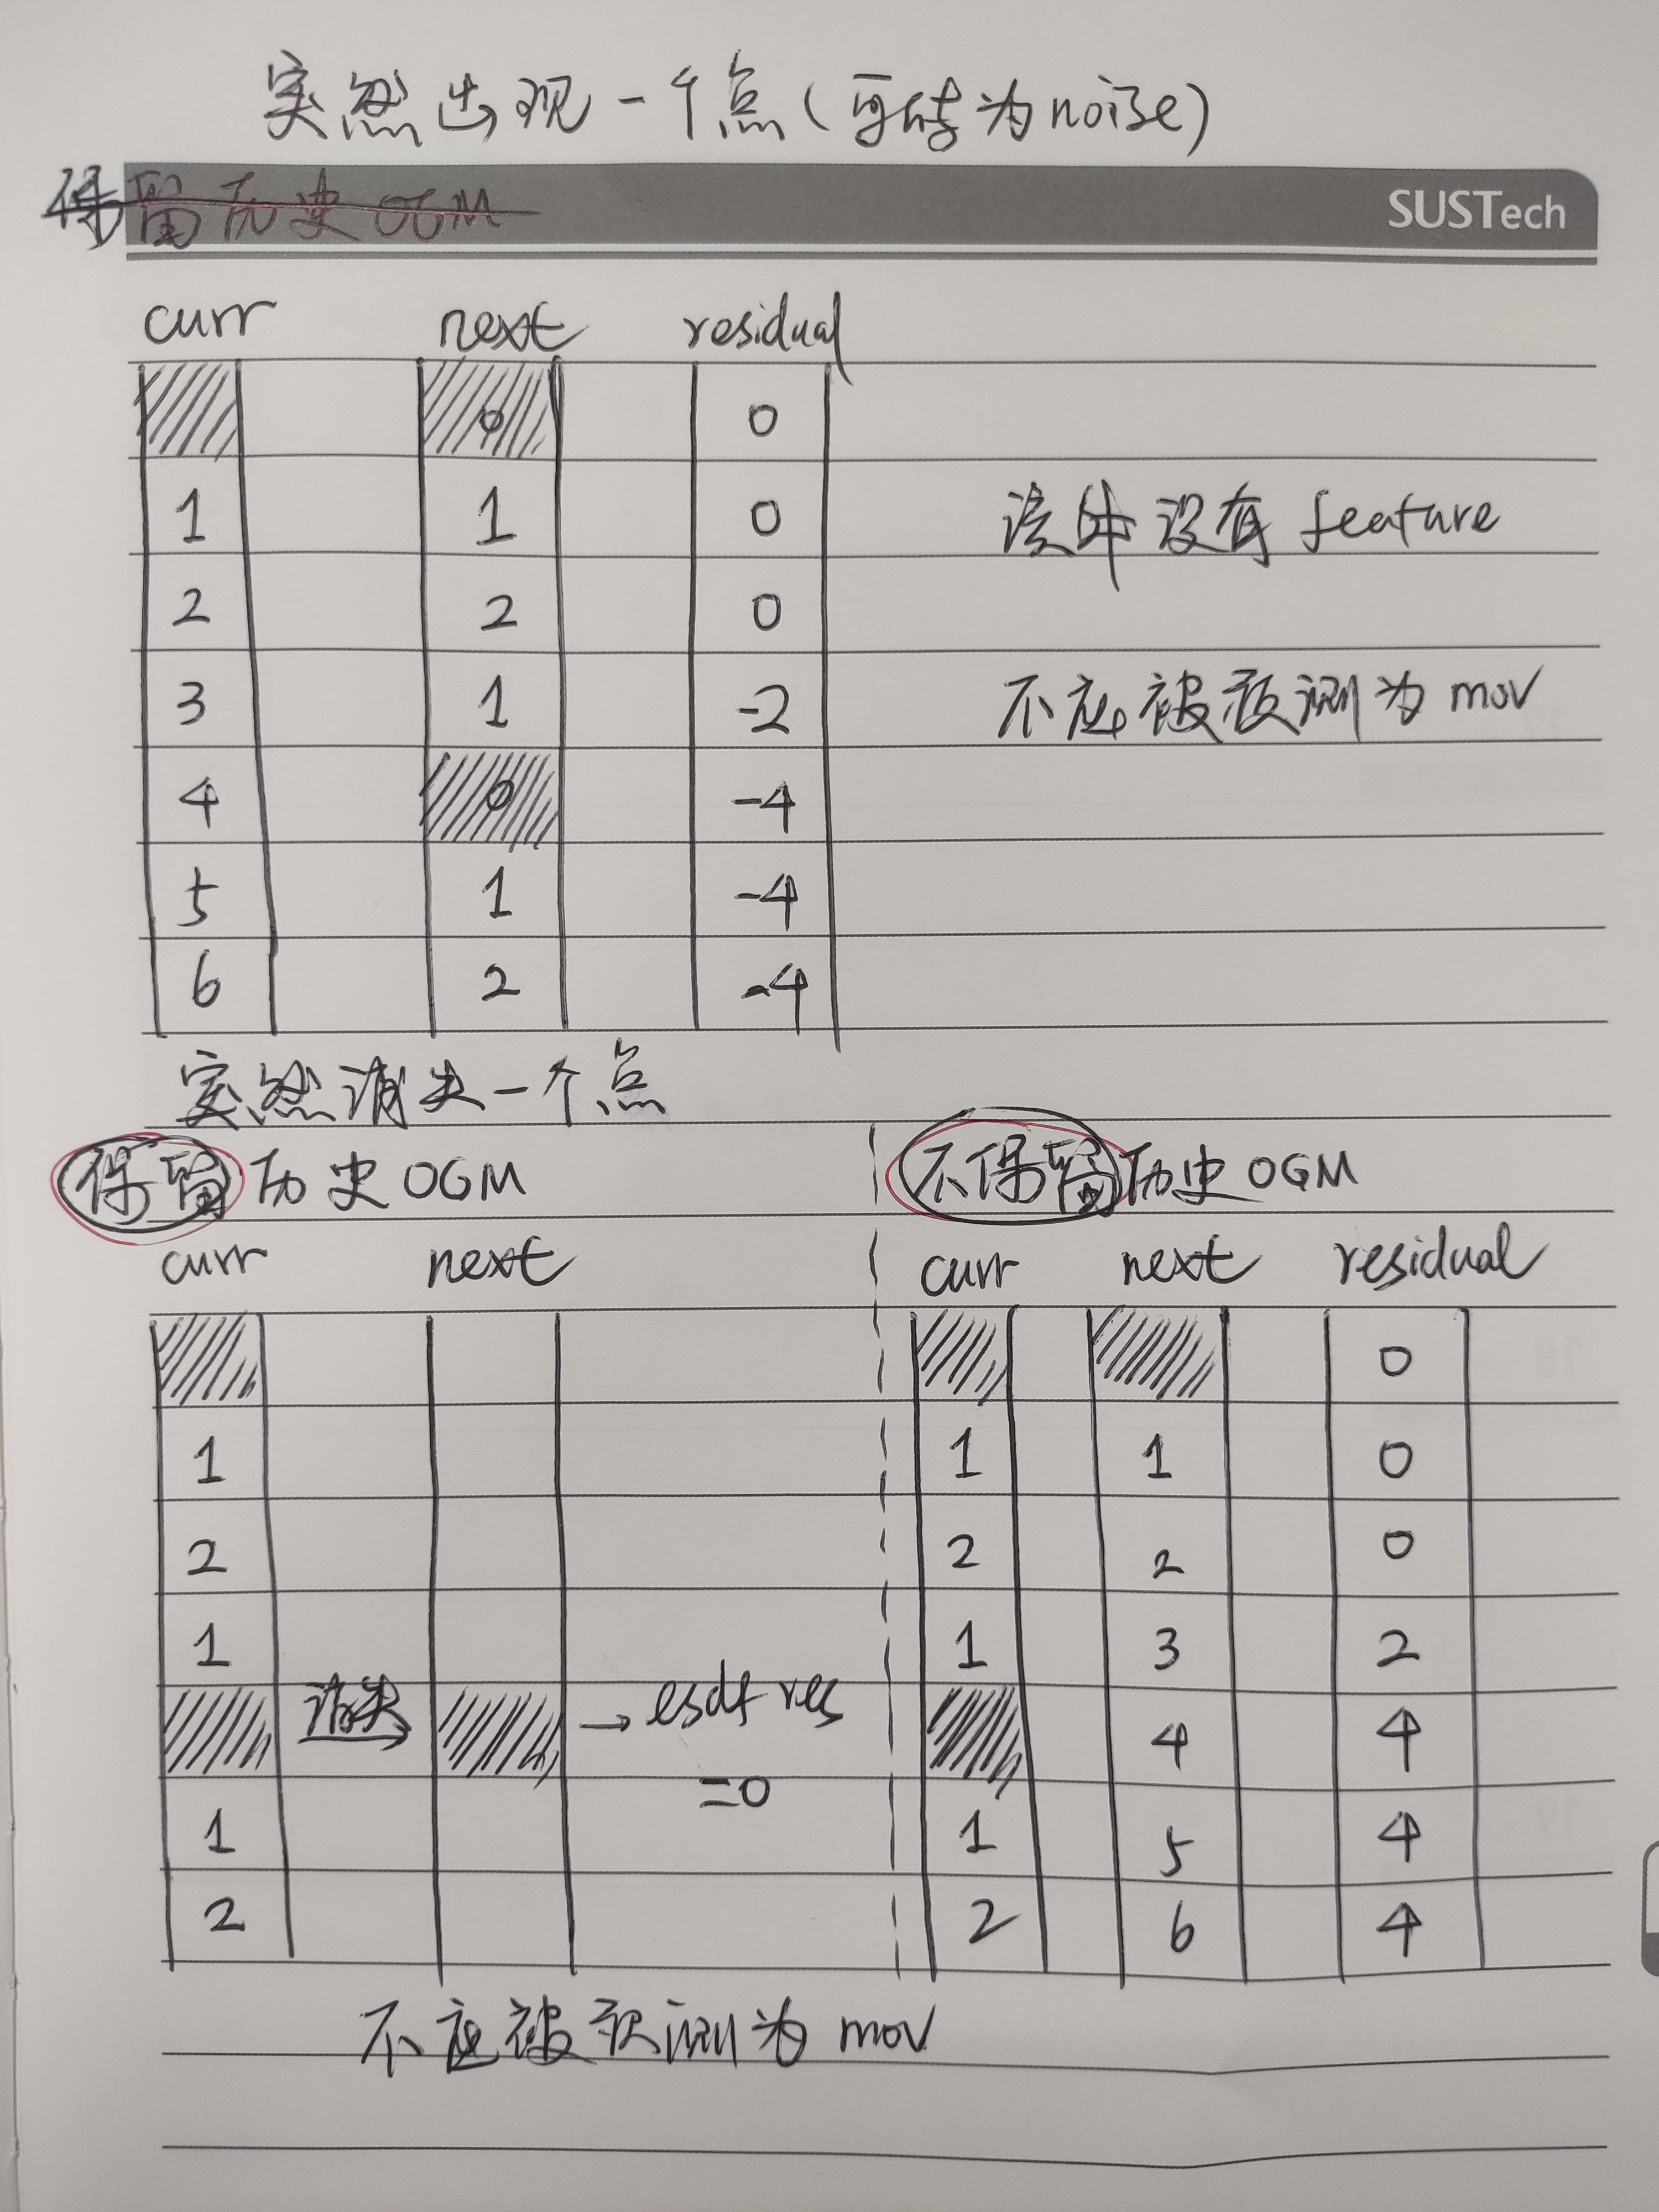 突然出现一个点(可转为noise)
保留历史OGM
SUSTech
curr next residual
0 0
1 1 0 该帧没有feature
2 2 0
3 1 -2 不应被预测为mov
4 0 -4
5 1 -4
6 2 -4
突然消失一个点
保留历史OGM
curr next
1
2
1
消失 → esdf res
=0
1
2
不保留历史OGM
curr next residual
0
1 1 0
2 2 0
1 3 2
4 4
1 5 4
2 6 4
不应被预测为mov